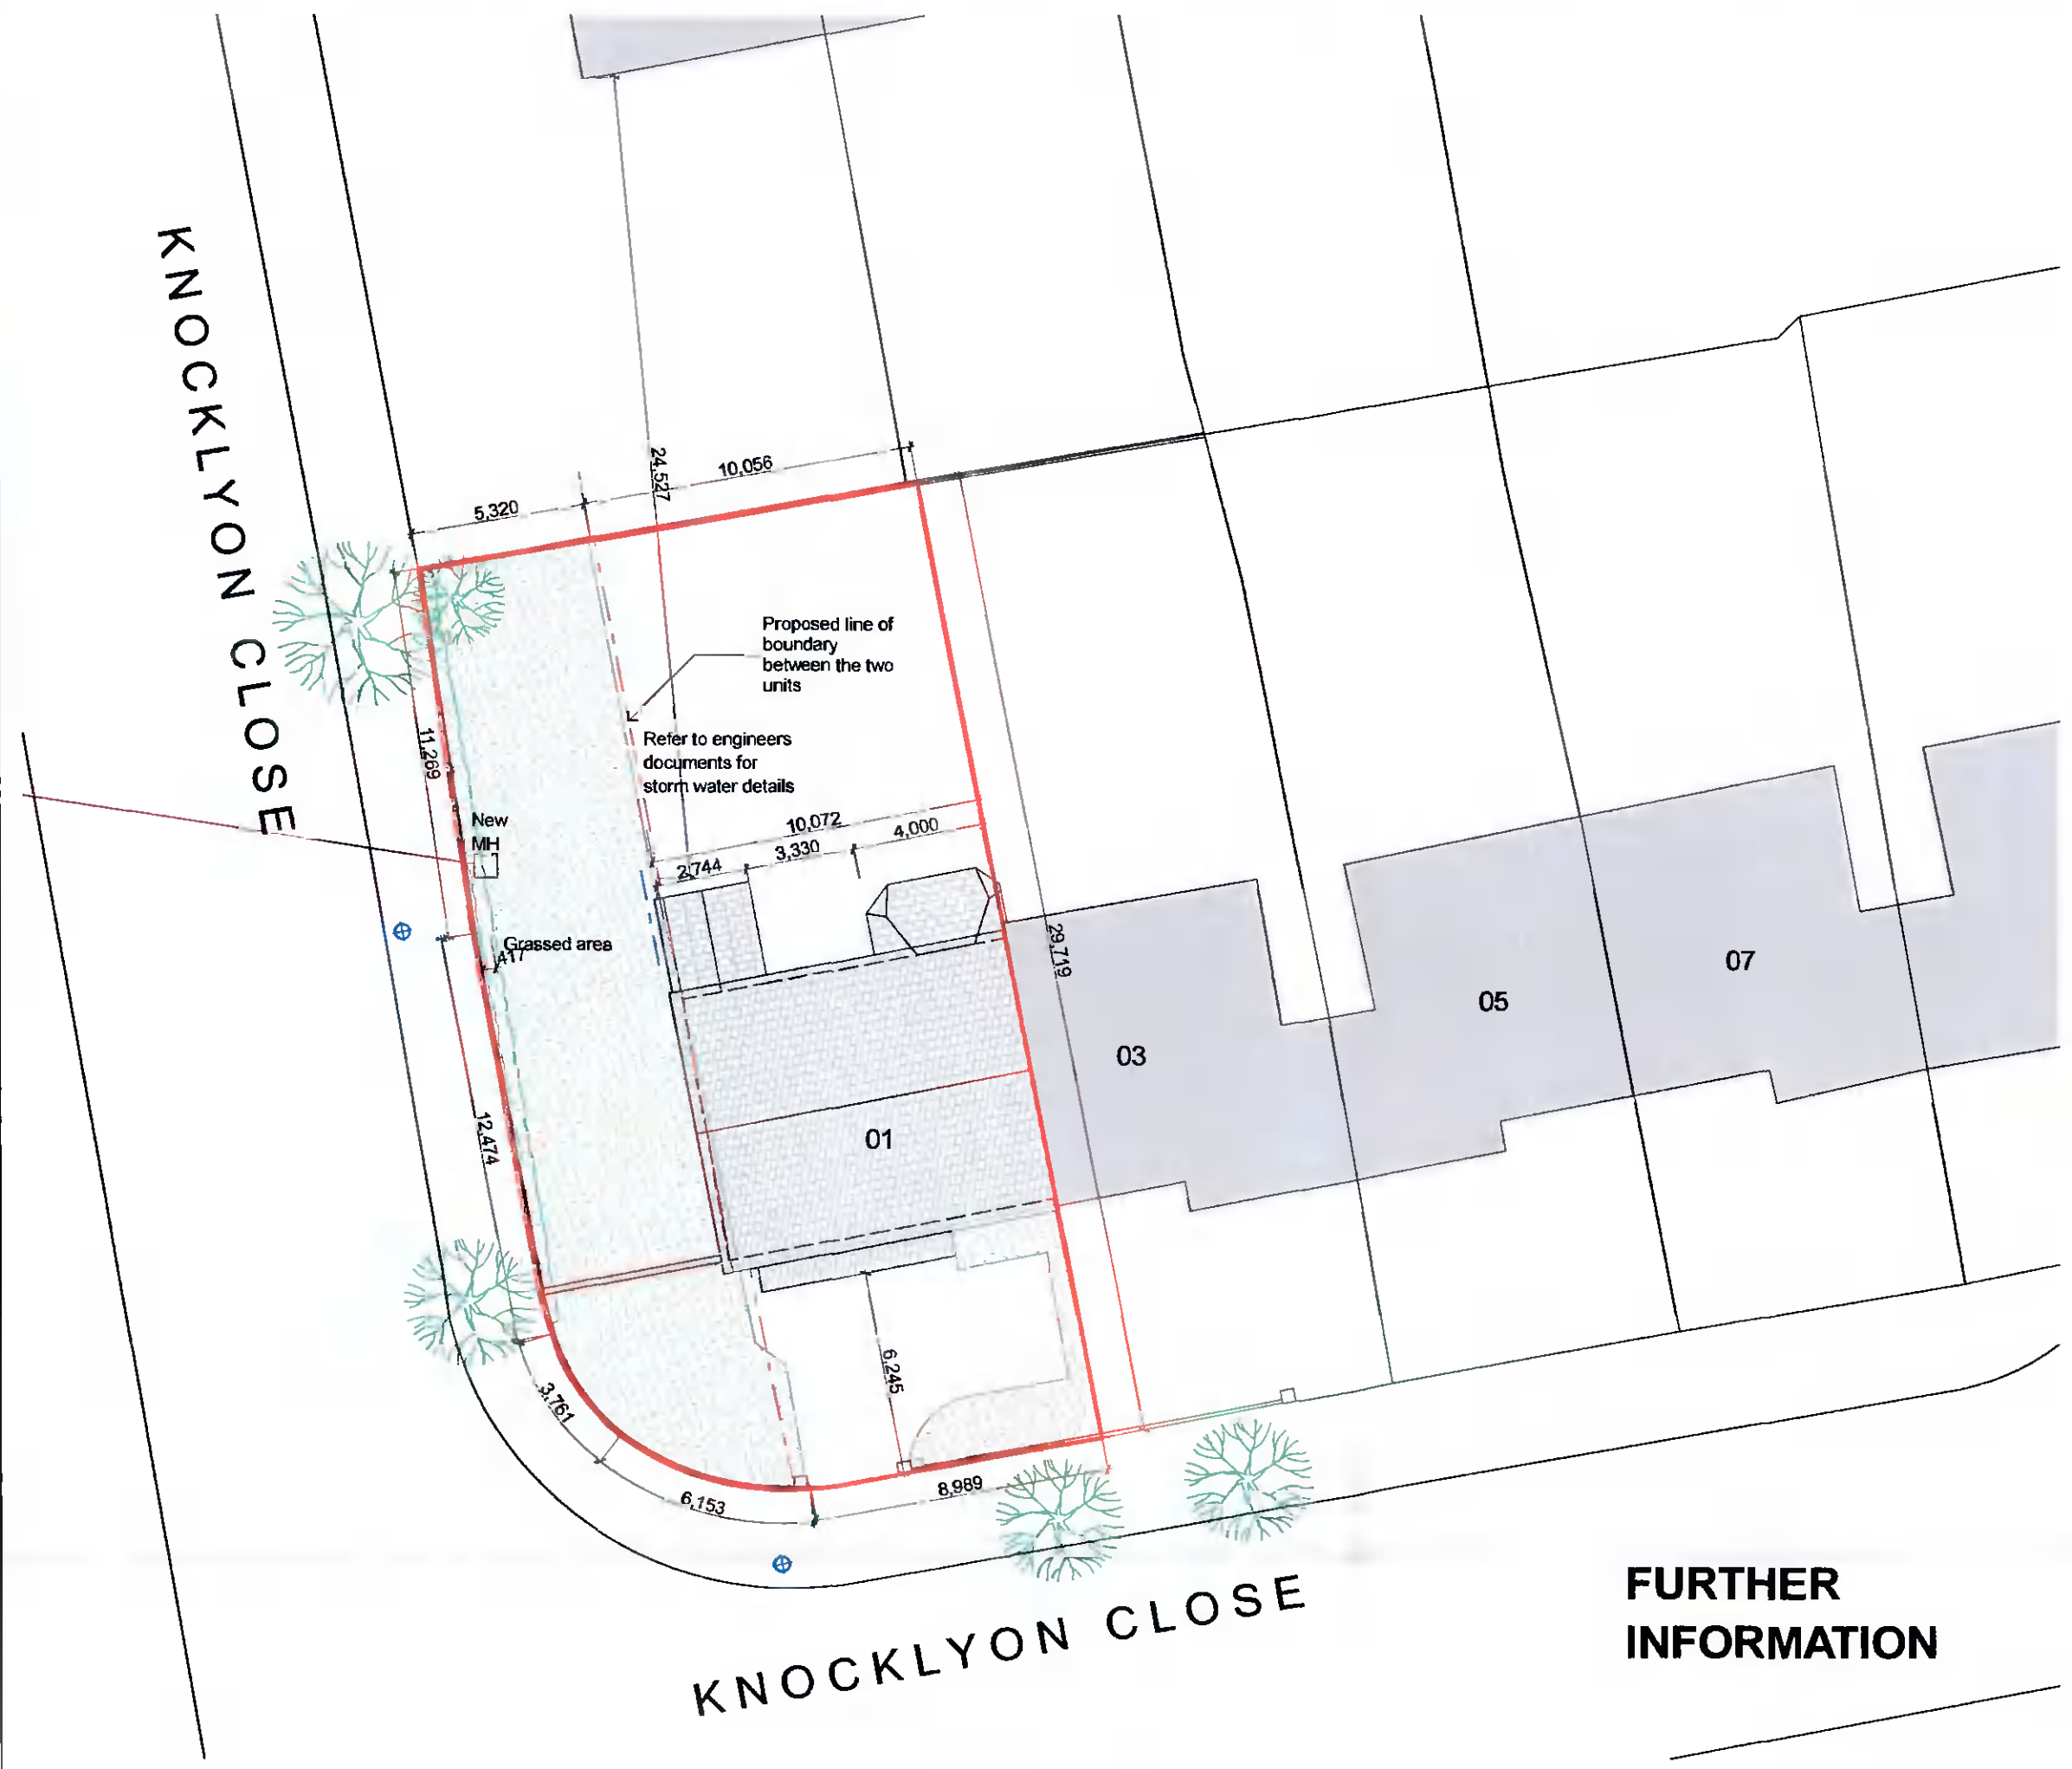 KNOCKLYON CLOSE
24,527
10,056
5,320
Proposed line of
boundary
between the two
units
Refer to engineers
documents for
storm water details
11,269
New
MH
10,072
4,000
3,330
2,744
Grassed area
29,719
07
05
03
01
12,474
6,245
3,761
6,153
8,989
KNOCKLYON CLOSE
FURTHER
INFORMATION